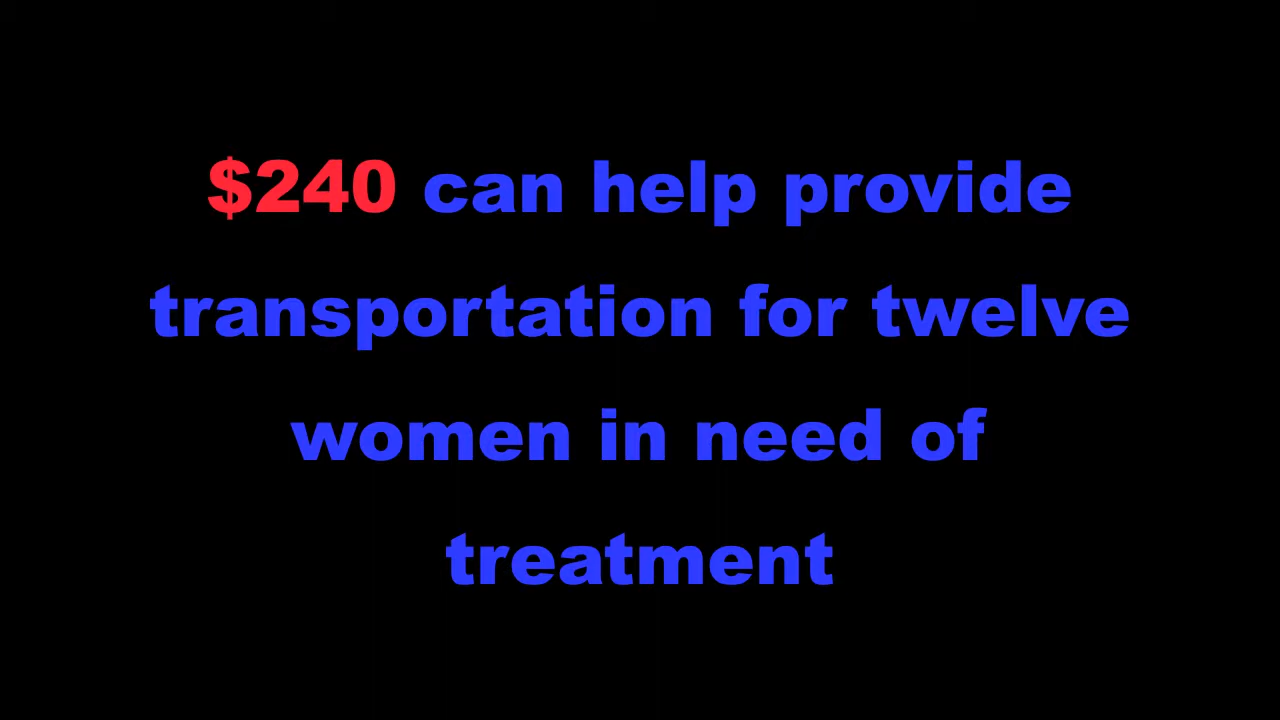 $240 can help provide
transportation for twelve
women in need of
treatment